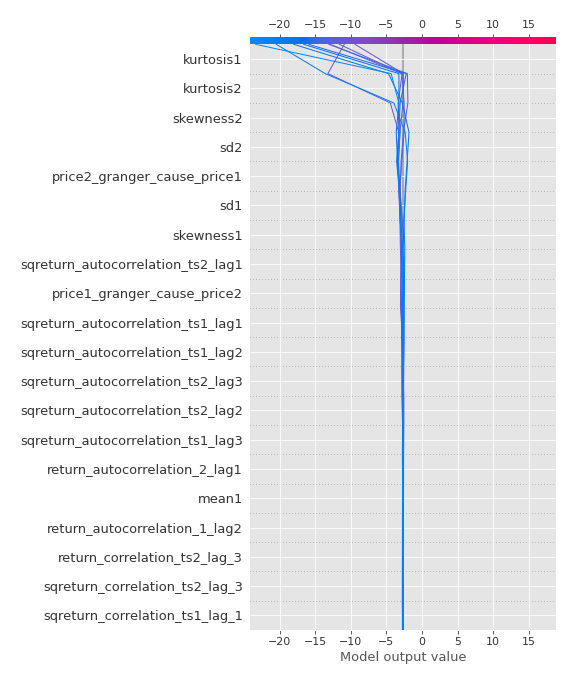 −20 −15 −10 −5 0 5 10 15
kurtosis1
kurtosis2
skewness2
sd2
price2_granger_cause_price1
sd1
skewness1
sqreturn_autocorrelation_ts2_lag1
price1_granger_cause_price2
sqreturn_autocorrelation_ts1_lag1
sqreturn_autocorrelation_ts1_lag2
sqreturn_autocorrelation_ts2_lag3
sqreturn_autocorrelation_ts2_lag2
sqreturn_autocorrelation_ts1_lag3
return_autocorrelation_2_lag1
mean1
return_autocorrelation_1_lag2
return_correlation_ts2_lag_3
sqreturn_correlation_ts2_lag_3
sqreturn_correlation_ts1_lag_1
−20 −15 −10 −5 0 5 10 15
Model output value